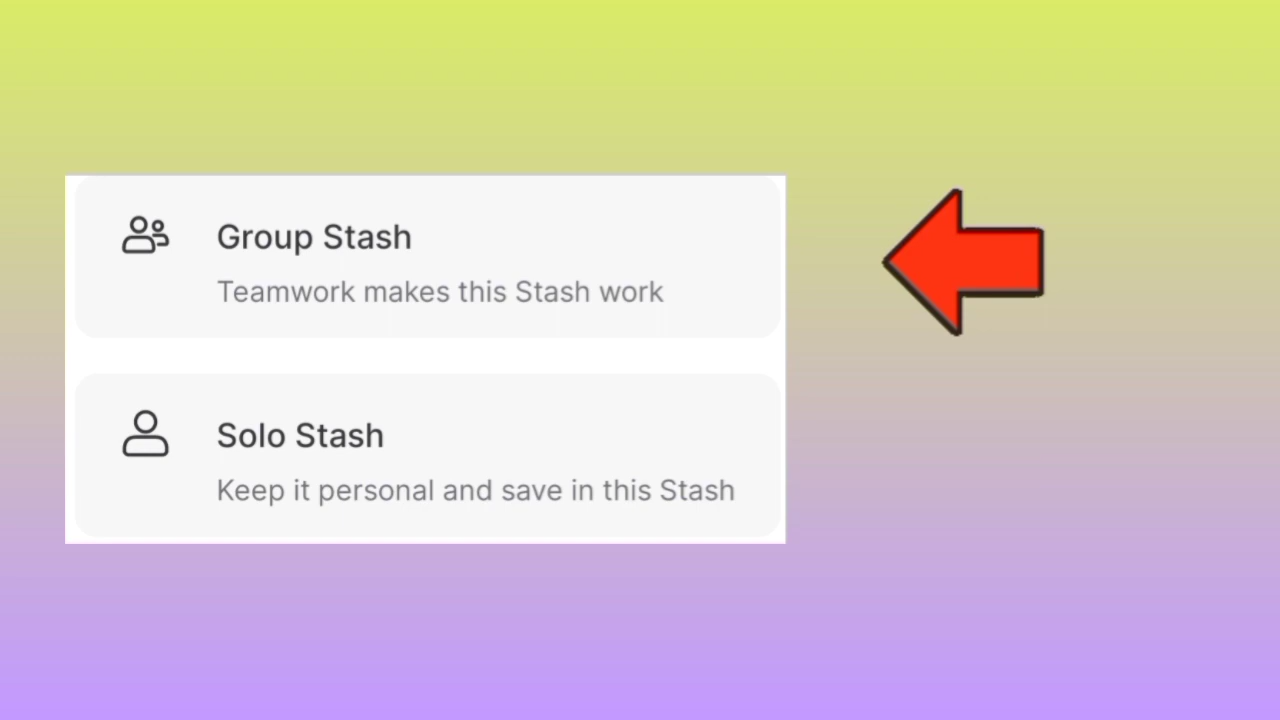 Group Stash
Teamwork makes this Stash work
Solo Stash
Keep it personal and save in this Stash